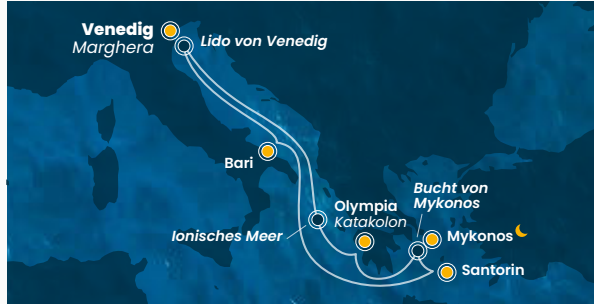 Venedig
Marghera
Lido von Venedig
Bari
Bucht von
Mykonos
Olympia
Katakolon
Ionisches Meer
Mykonos
Santorin